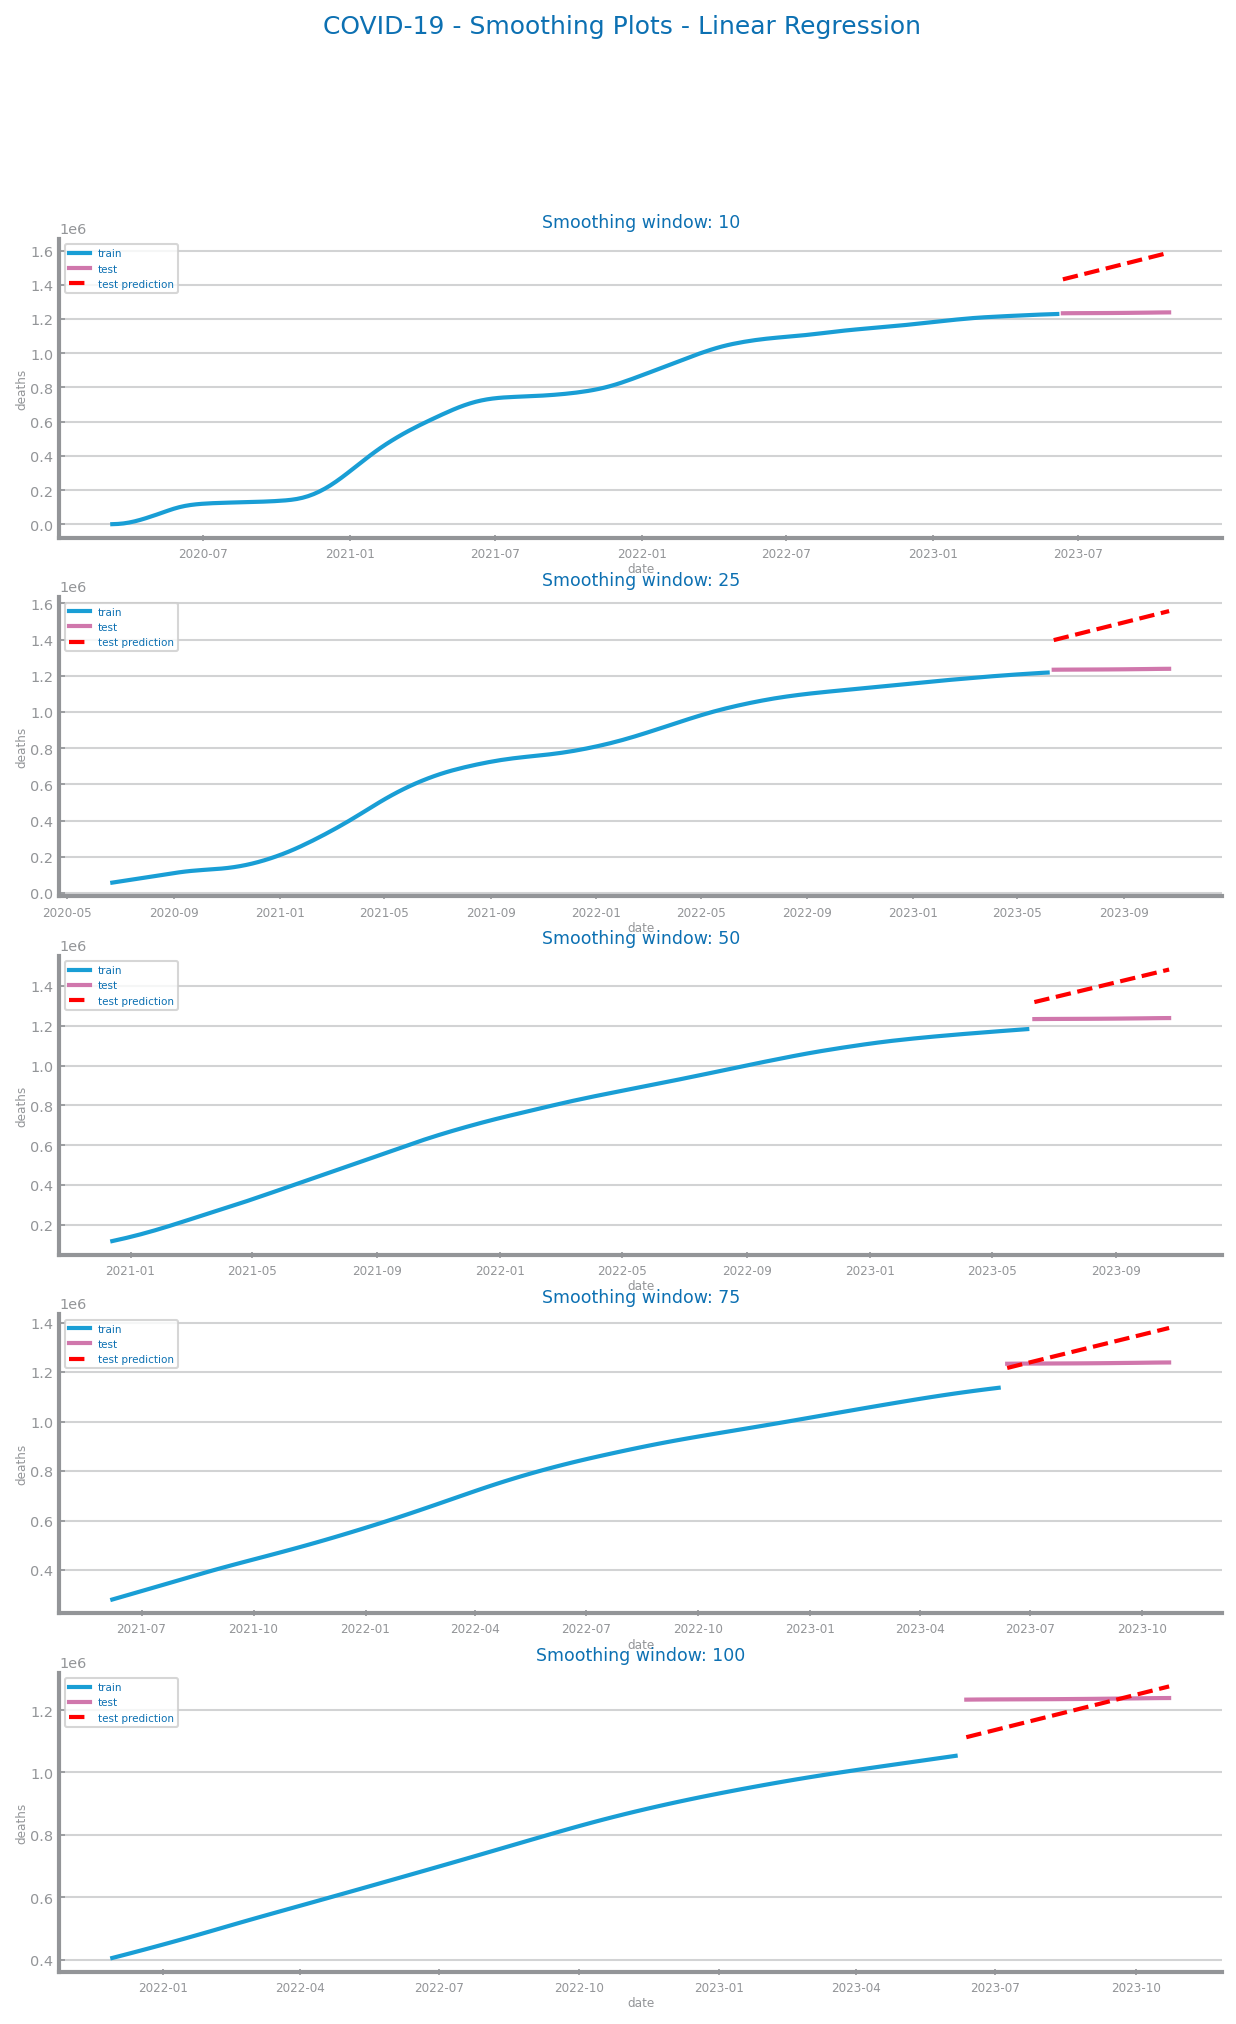 COVID-19 - Smoothing Plots - Linear Regression
Smoothing window: 10
1e6
train
test
test prediction
1.6
1.4
1.2
1.0
0.8
0.6
0.4
0.2
0.0
deaths
2020-07 2021-01 2021-07 2022-01 2022-07 2023-01 2023-07
date
Smoothing window: 25
1e6
train
test
test prediction
1.6
1.4
1.2
1.0
0.8
0.6
0.4
0.2
0.0
deaths
2020-05 2020-09 2021-01 2021-05 2021-09 2022-01 2022-05 2022-09 2023-01 2023-05 2023-09
date
Smoothing window: 50
1e6
train
test
test prediction
1.4
1.2
1.0
0.8
0.6
0.4
0.2
deaths
2021-01 2021-05 2021-09 2022-01 2022-05 2022-09 2023-01 2023-05 2023-09
date
Smoothing window: 75
1e6
train
test
test prediction
1.4
1.2
1.0
0.8
0.6
0.4
deaths
2021-07 2021-10 2022-01 2022-04 2022-07 2022-10 2023-01 2023-04 2023-07 2023-10
date
Smoothing window: 100
1e6
train
test
test prediction
1.2
1.0
0.8
0.6
0.4
deaths
2022-01 2022-04 2022-07 2022-10 2023-01 2023-04 2023-07 2023-10
date